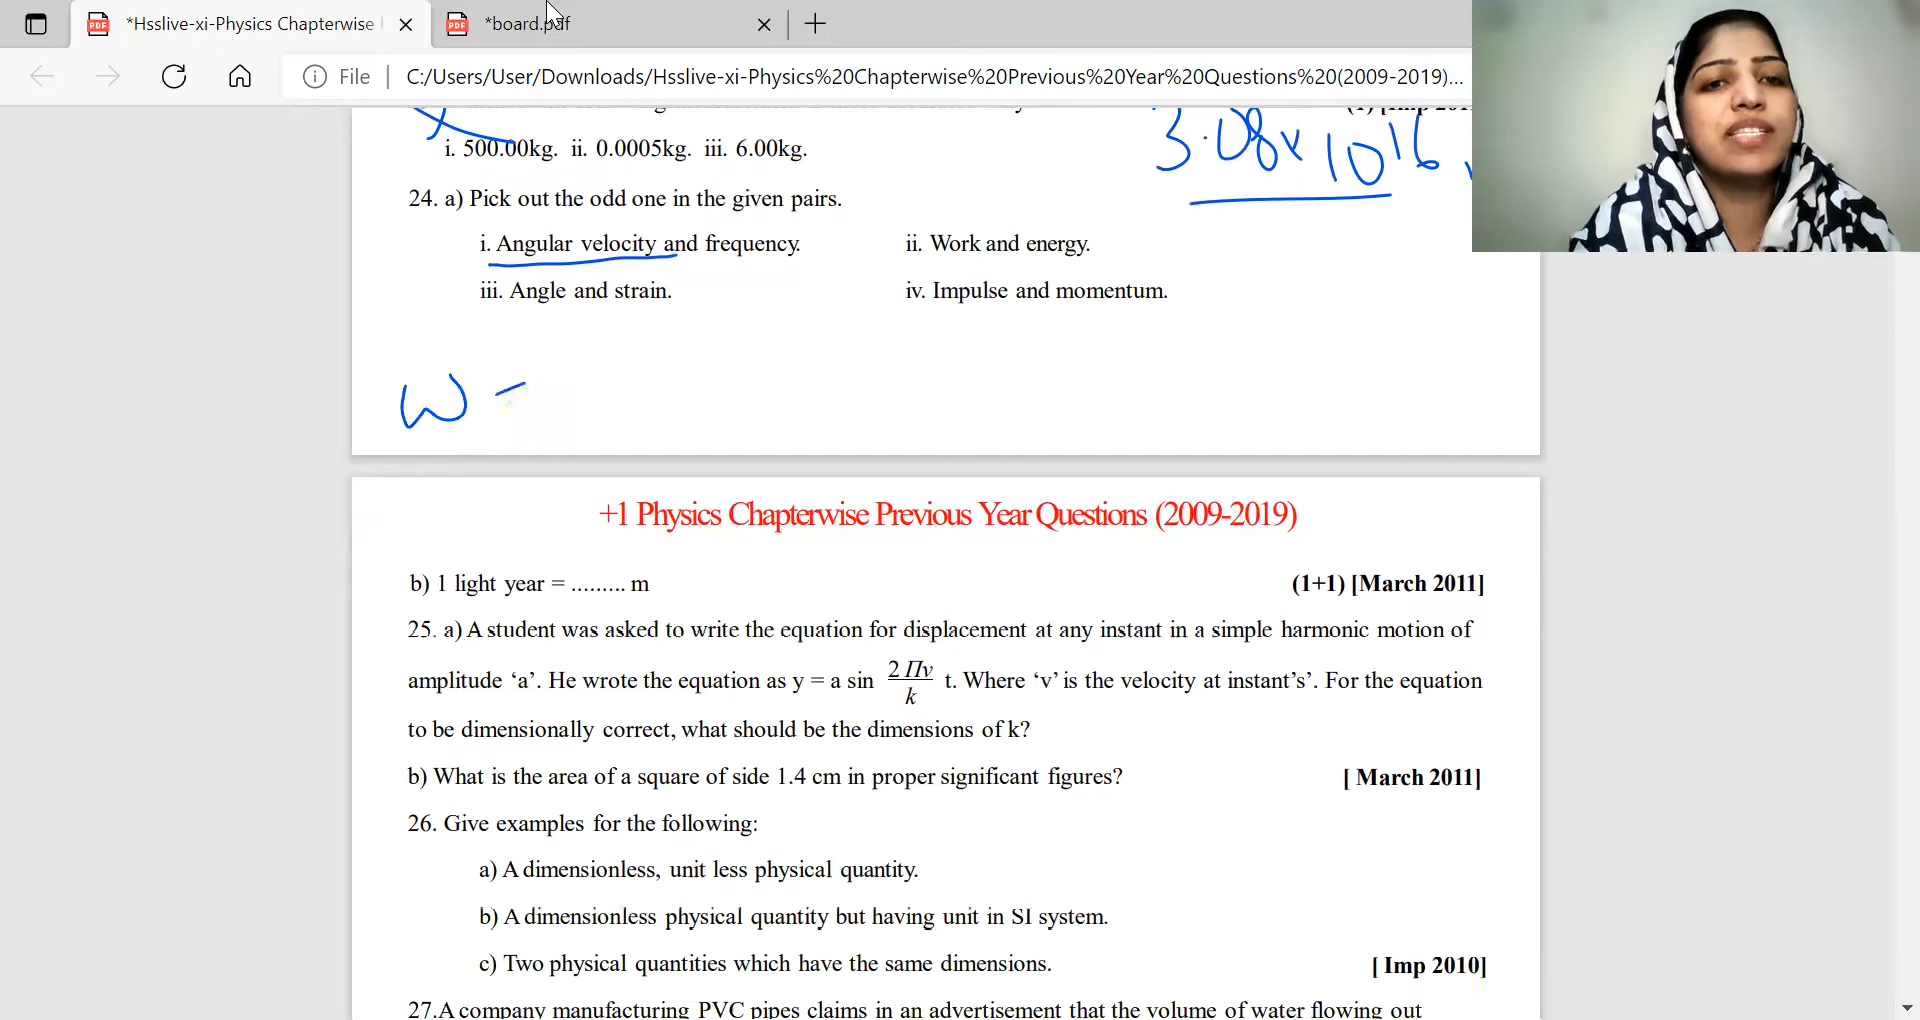 *Hsslive-xi-Physics Chapterwise
*board.pdf
File
C:/Users/User/Downloads/Hsslive-xi-Physics%20Chapterwise%20Previous%20Year%20Questions%20(2009-2019)...
3.08x 10^16
i. 500.00kg. ii. 0.0005kg. iii. 6.00kg.
24. a) Pick out the odd one in the given pairs.
i. Angular velocity and frequency. ii. Work and energy.
iii. Angle and strain. iv. Impulse and momentum.
ω =
+1 Physics Chapterwise Previous Year Questions (2009-2019)
b) 1 light year = ......... m (1+1) [March 2011]
25. a) A student was asked to write the equation for displacement at any instant in a simple harmonic motion of
amplitude ‘a’. He wrote the equation as y = a sin 2Πv/k t. Where ‘v’ is the velocity at instant’s’. For the equation
to be dimensionally correct, what should be the dimensions of k?
b) What is the area of a square of side 1.4 cm in proper significant figures? [ March 2011]
26. Give examples for the following:
a) A dimensionless, unit less physical quantity.
b) A dimensionless physical quantity but having unit in SI system.
c) Two physical quantities which have the same dimensions. [ Imp 2010]
27.A company manufacturing PVC pipes claims in an advertisement that the volume of water flowing out